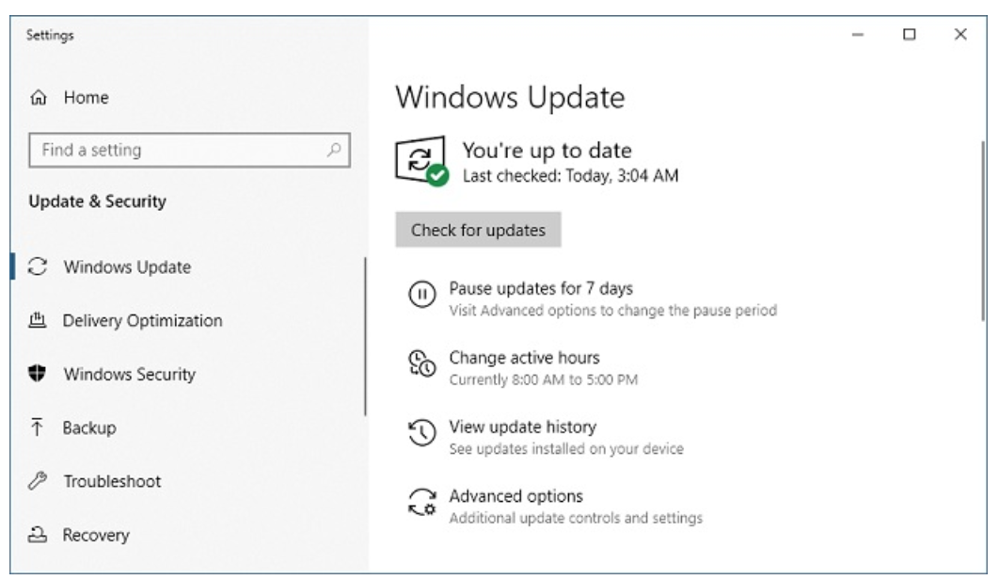 Settings
Home
Find a setting
Update & Security
Windows Update
Delivery Optimization
Windows Security
Backup
Troubleshoot
Recovery
Windows Update
You're up to date
Last checked: Today, 3:04 AM
Check for updates
Pause updates for 7 days
Visit Advanced options to change the pause period
Change active hours
Currently 8:00 AM to 5:00 PM
View update history
See updates installed on your device
Advanced options
Additional update controls and settings